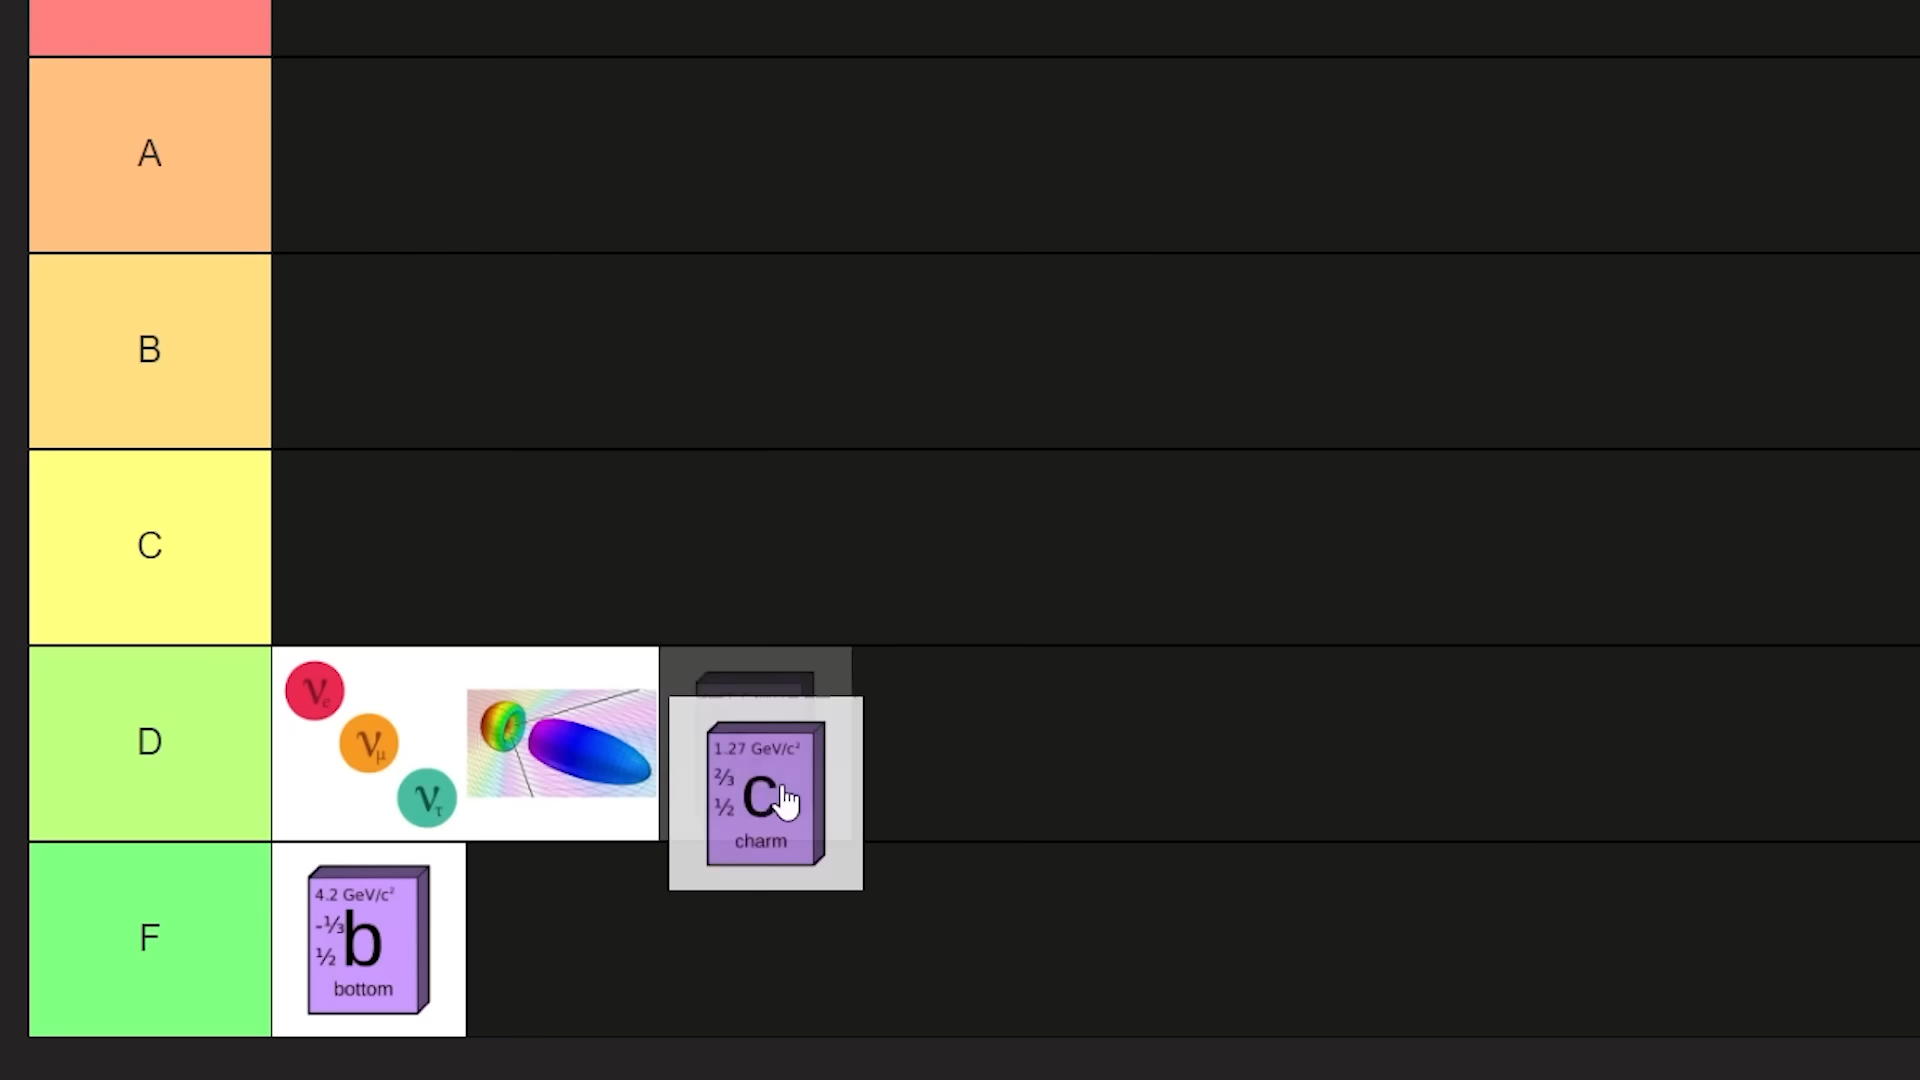 A
B
C
D
νe
νμ
ντ
1.27 GeV/c²
⅔
½
c
charm
F
4.2 GeV/c²
-⅓
½
b
bottom